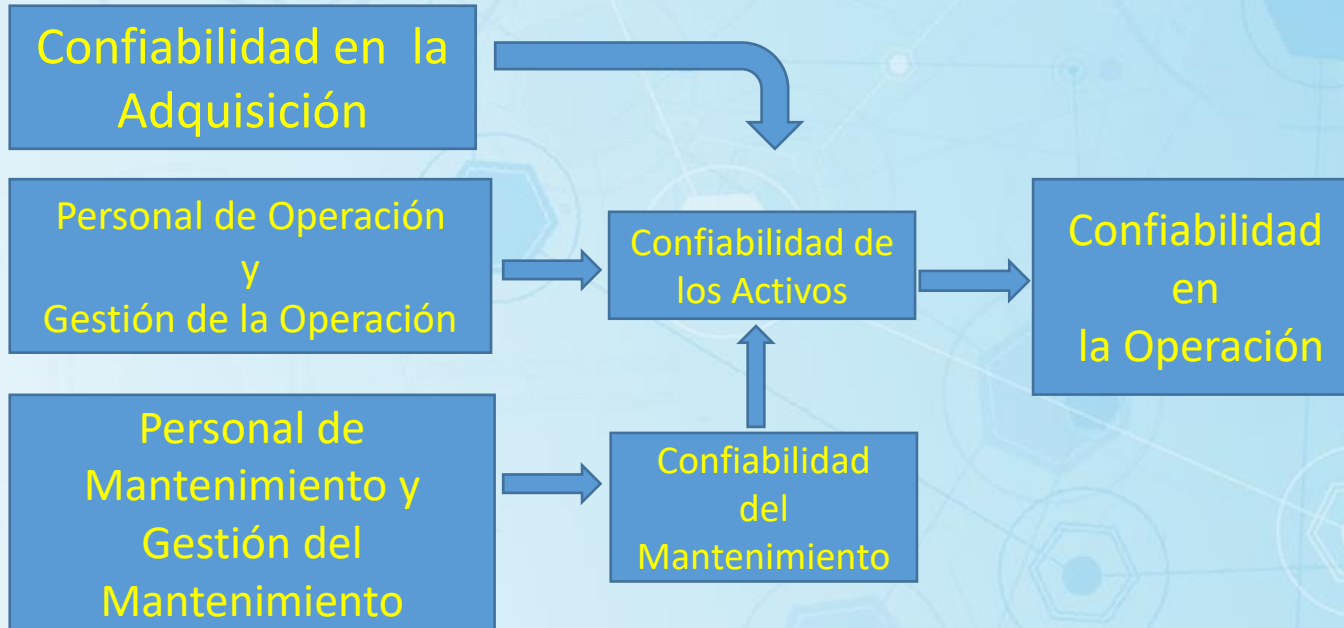 Confiabilidad en la
Adquisición
Personal de Operación
y
Gestión de la Operación
Confiabilidad de
los Activos
Confiabilidad
en
la Operación
Personal de
Mantenimiento y
Gestión del
Mantenimiento
Confiabilidad
del
Mantenimiento